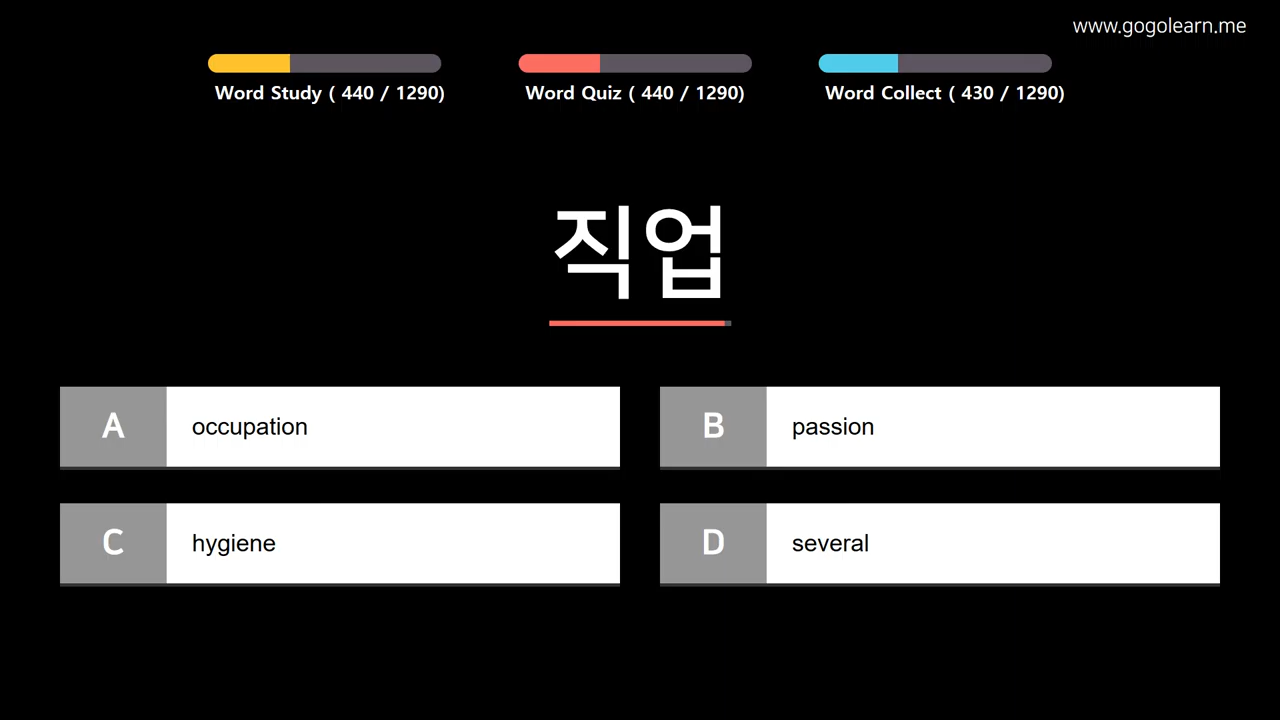 www.gogolearn.me
Word Study ( 440 / 1290)
Word Quiz ( 440 / 1290)
Word Collect ( 430 / 1290)
직업
A occupation
B passion
C hygiene
D several